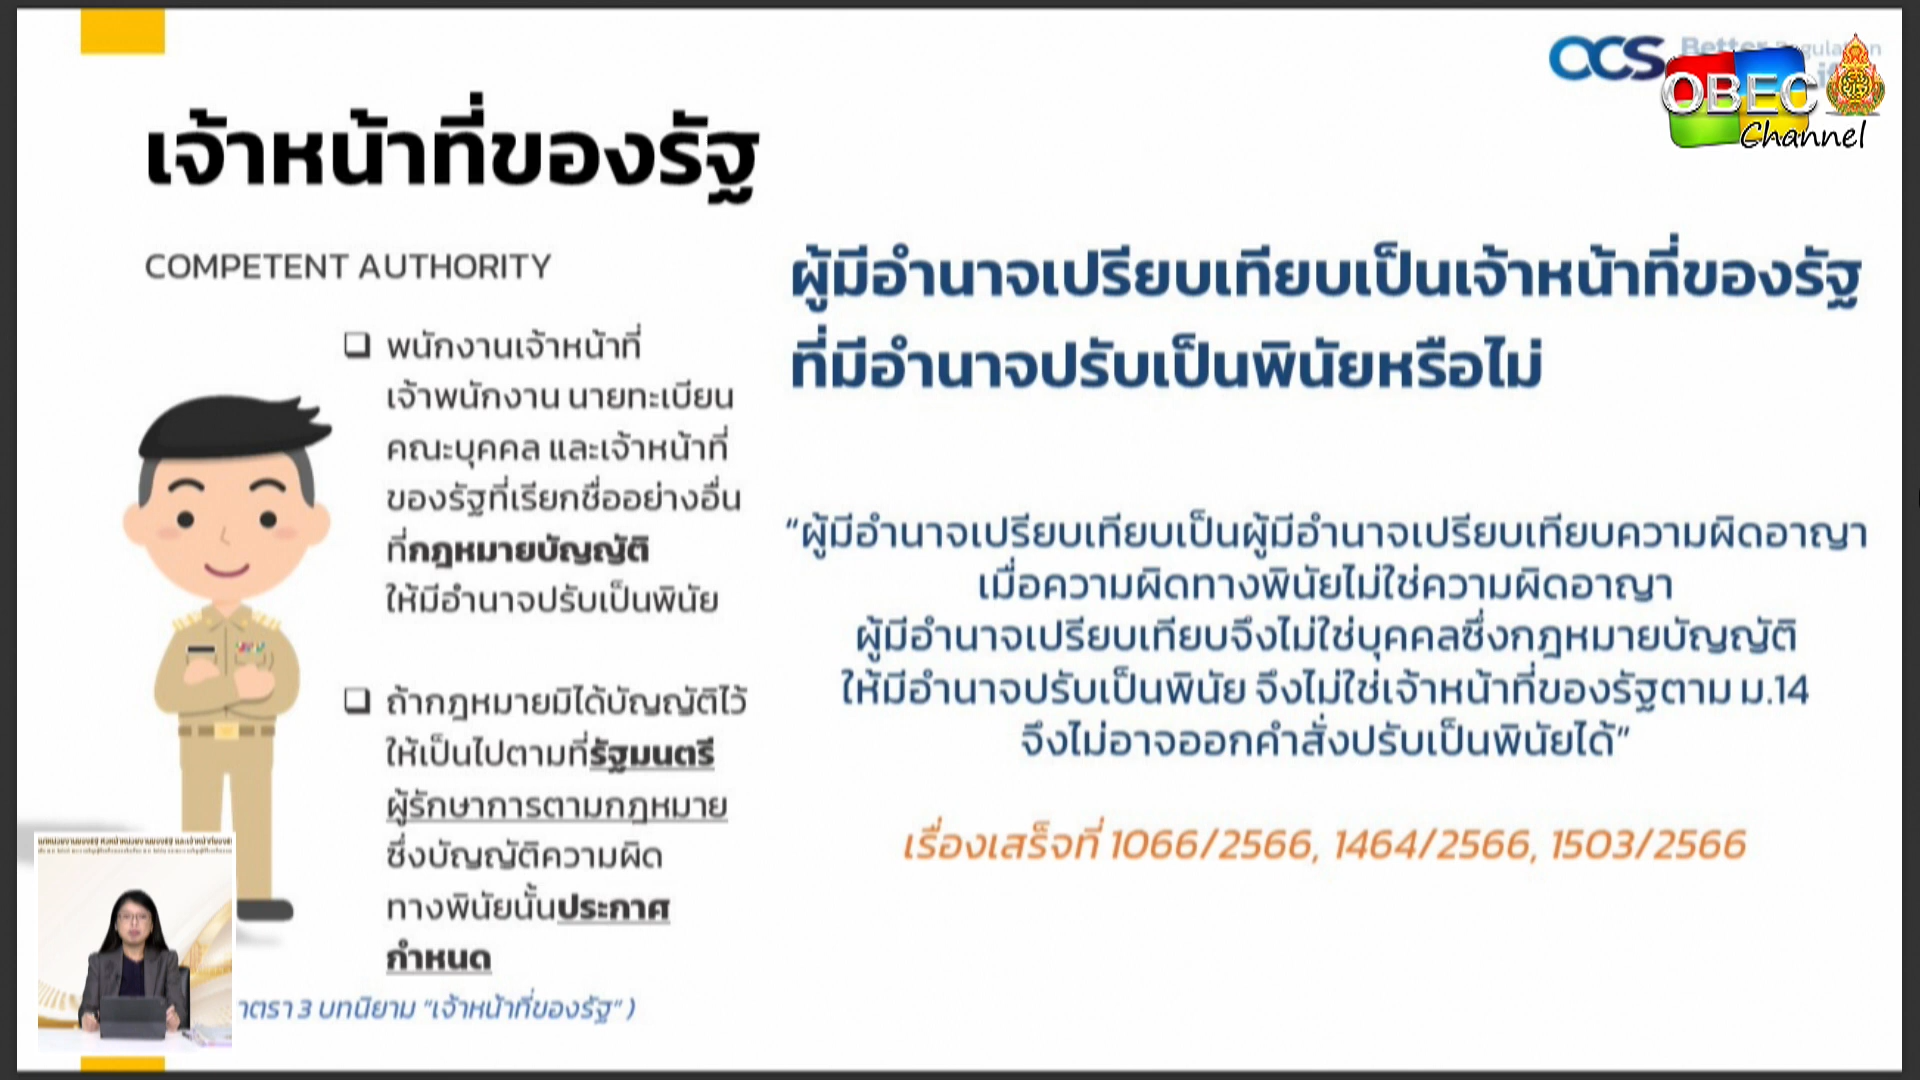 OCS Better
OBEC
Channel
เจ้าหน้าที่ของรัฐ
COMPETENT AUTHORITY
❑ พนักงานเจ้าหน้าที่
เจ้าพนักงาน นายทะเบียน
คณะบุคคล และเจ้าหน้าที่
ของรัฐที่เรียกชื่ออย่างอื่น
ที่กฎหมายบัญญัติ
ให้มีอำนาจปรับเป็นพินัย
❑ ถ้ากฎหมายมิได้บัญญัติไว้
ให้เป็นไปตามที่รัฐมนตรี
ผู้รักษาการตามกฎหมาย
ซึ่งบัญญัติความผิด
ทางพินัยนั้นประกาศ
กำหนด
าตรา 3 บทนิยาม “เจ้าหน้าที่ของรัฐ” )
ผู้มีอำนาจเปรียบเทียบเป็นเจ้าหน้าที่ของรัฐ
ที่มีอำนาจปรับเป็นพินัยหรือไม่
“ผู้มีอำนาจเปรียบเทียบเป็นผู้มีอำนาจเปรียบเทียบความผิดอาญา
เมื่อความผิดทางพินัยไม่ใช่ความผิดอาญา
ผู้มีอำนาจเปรียบเทียบจึงไม่ใช่บุคคลซึ่งกฎหมายบัญญัติ
ให้มีอำนาจปรับเป็นพินัย จึงไม่ใช่เจ้าหน้าที่ของรัฐตาม ม.14
จึงไม่อาจออกคำสั่งปรับเป็นพินัยได้”
เรื่องเสร็จที่ 1066/2566, 1464/2566, 1503/2566